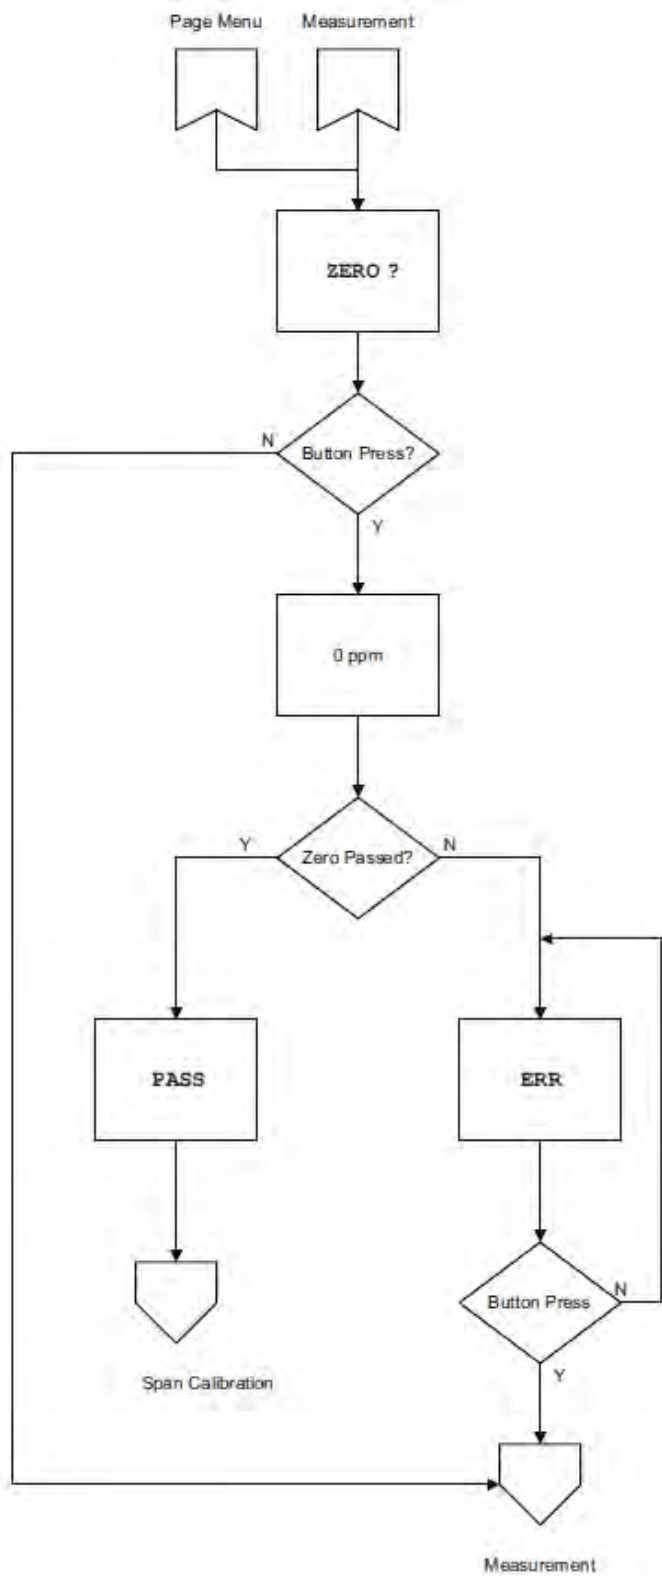 Page Menu
Measurement
ZERO ?
N
Button Press?
Y
0 ppm
Y
Zero Passed?
N
PASS
ERR
Button Press
N
Y
Span Calibration
Measurement